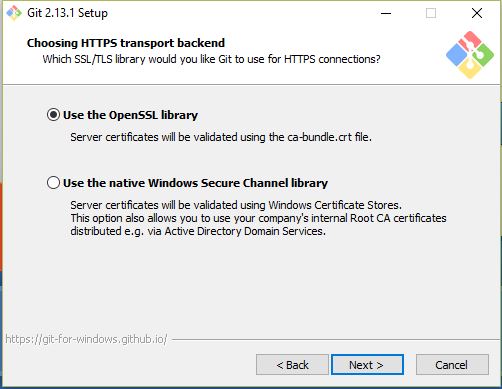 Git 2.13.1 Setup
Choosing HTTPS transport backend
Which SSL/TLS library would you like Git to use for HTTPS connections?
Use the OpenSSL library
Server certificates will be validated using the ca-bundle.crt file.
Use the native Windows Secure Channel library
Server certificates will be validated using Windows Certificate Stores.
This option also allows you to use your company's internal Root CA certificates
distributed e.g. via Active Directory Domain Services.
https://git-for-windows.github.io/
< Back Next > Cancel